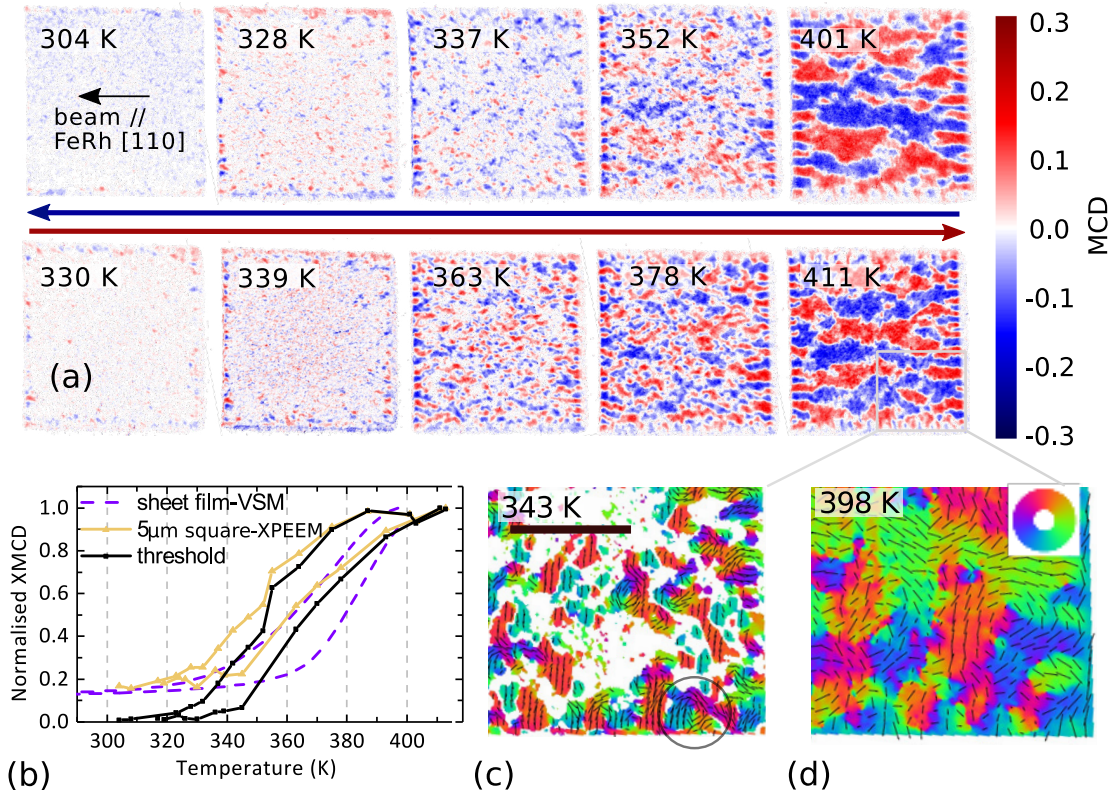 304 K
328 K
337 K
352 K
401 K
beam //
FeRh [110]
330 K
339 K
363 K
378 K
411 K
(a)
0.3
0.2
0.1
0.0
-0.1
-0.2
-0.3
MCD
sheet film-VSM
5μm square-XPEEM
threshold
1.0
0.8
0.6
0.4
0.2
0.0
Normalised XMCD
300 320 340 360 380 400
Temperature (K)
(b)
343 K
(c)
398 K
(d)